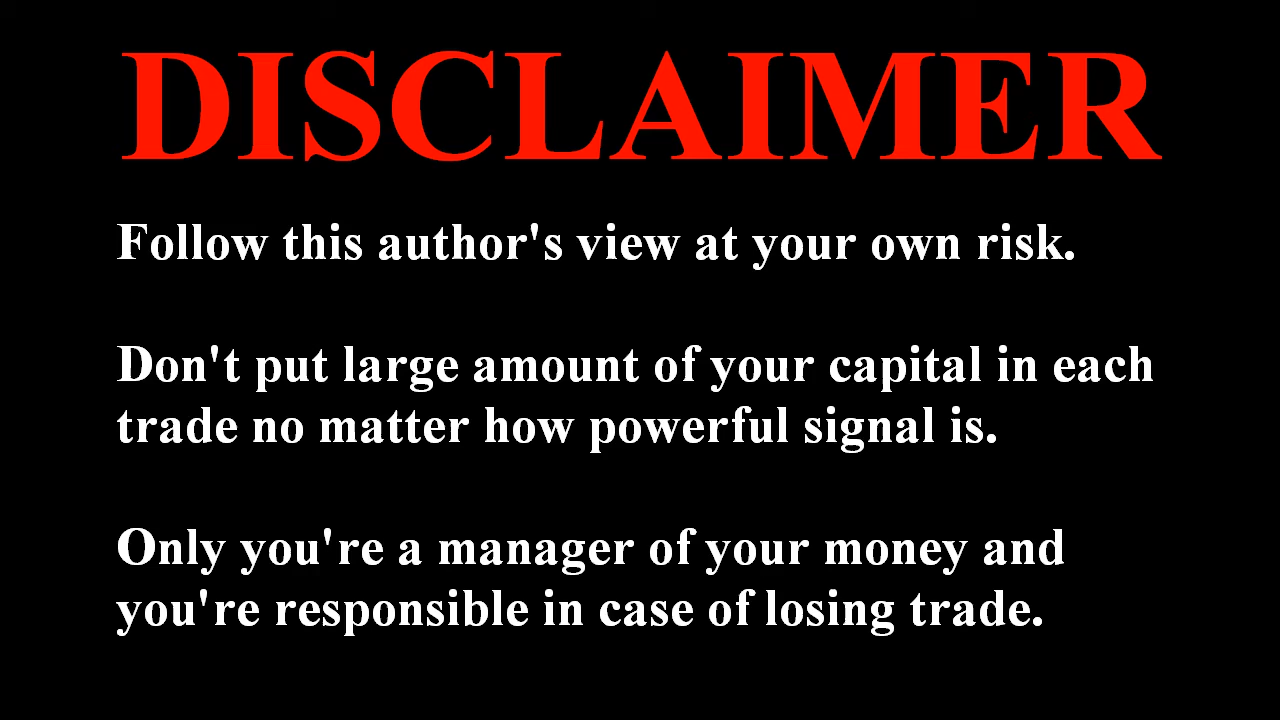 DISCLAIMER
Follow this author's view at your own risk.
Don't put large amount of your capital in each
trade no matter how powerful signal is.
Only you're a manager of your money and
you're responsible in case of losing trade.